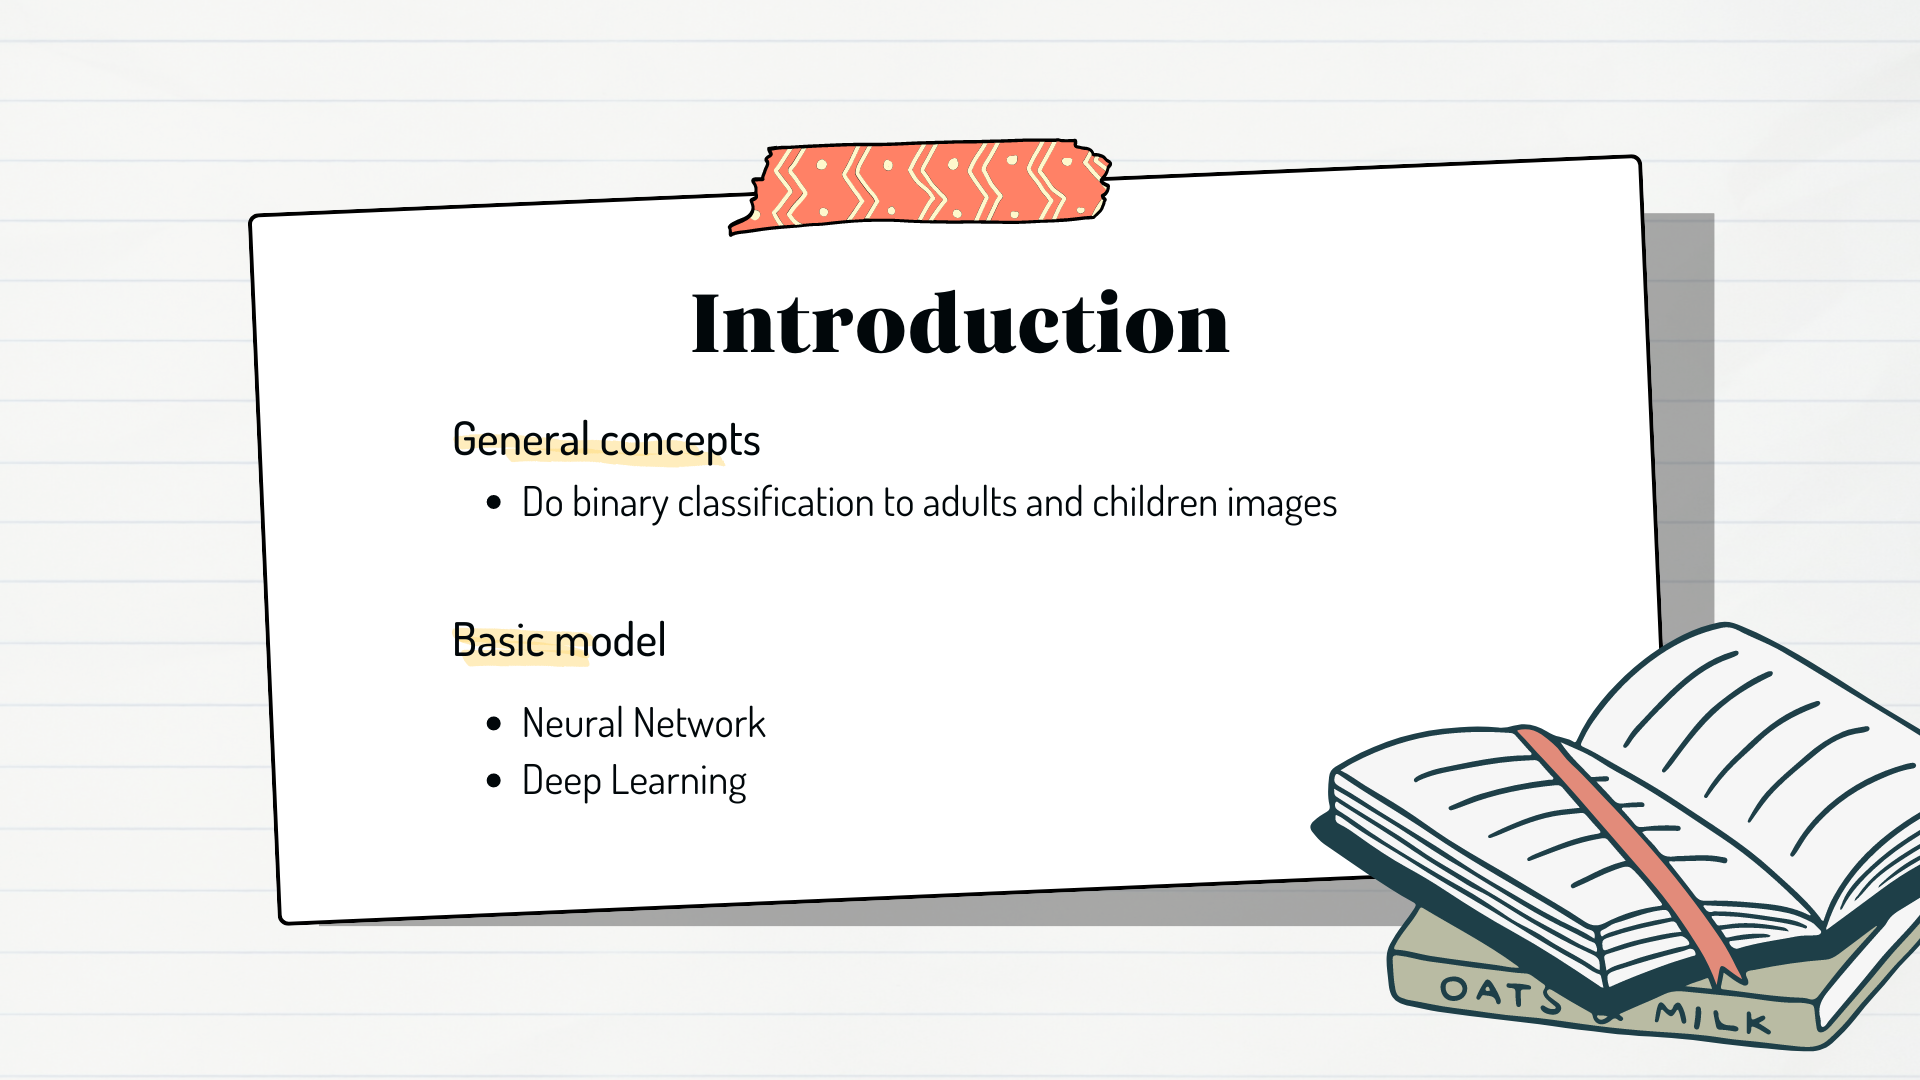 Introduction
General concepts
• Do binary classification to adults and children images
Basic model
• Neural Network
• Deep Learning
OATS & MILK